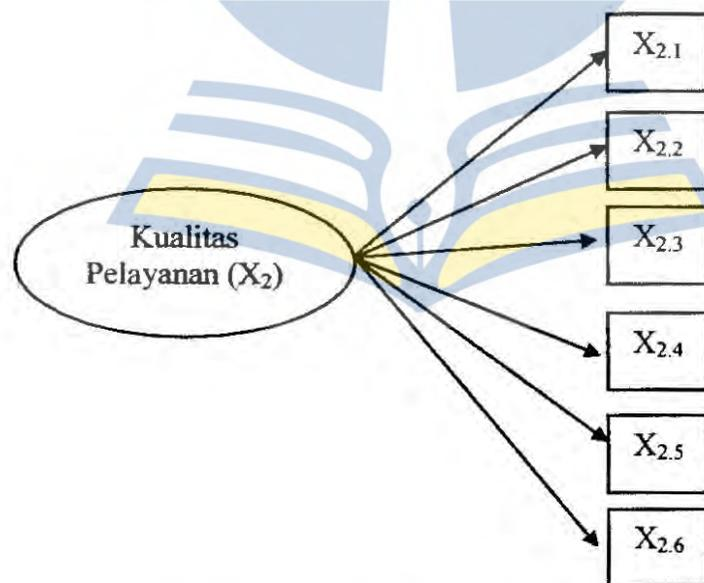 Kualitas
Pelayanan (X₂)
X₂.₁
X₂.₂
X₂.₃
X₂.₄
X₂.₅
X₂.₆